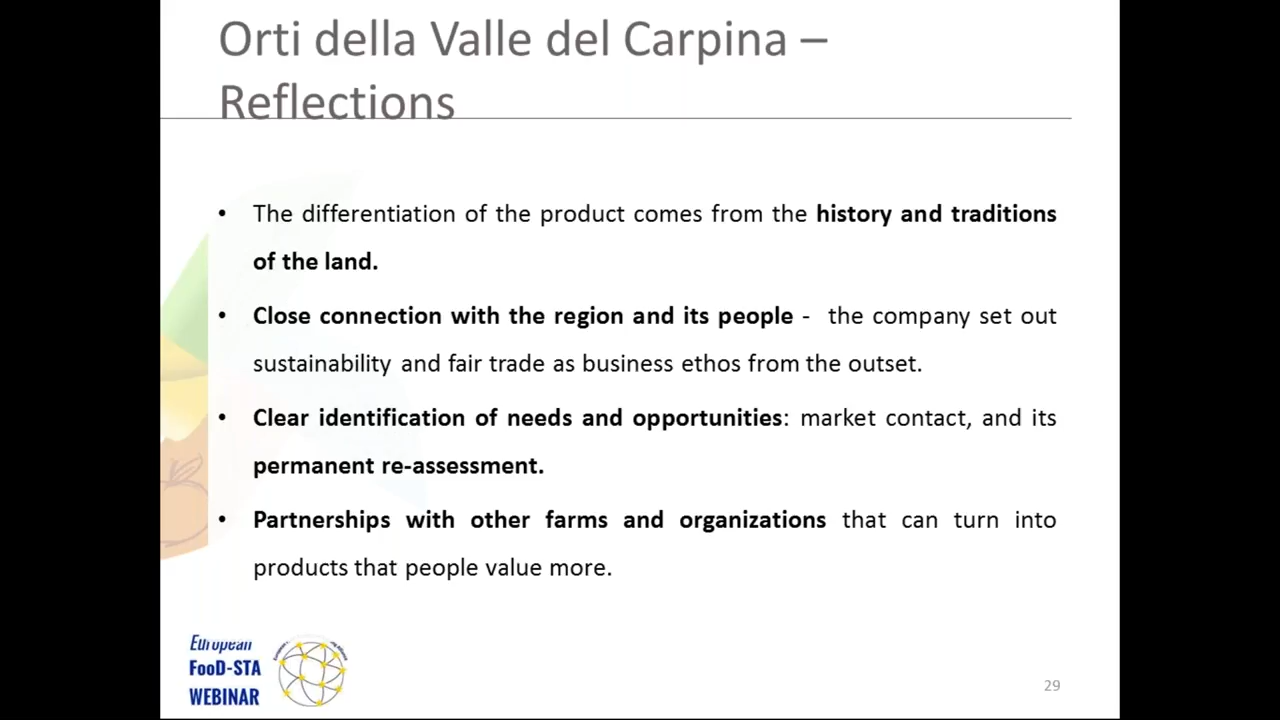 Orti della Valle del Carpina –
Reflections
• The differentiation of the product comes from the history and traditions
of the land.
• Close connection with the region and its people - the company set out
sustainability and fair trade as business ethos from the outset.
• Clear identification of needs and opportunities: market contact, and its
permanent re-assessment.
• Partnerships with other farms and organizations that can turn into
products that people value more.
European
FooD-STA
WEBINAR
29